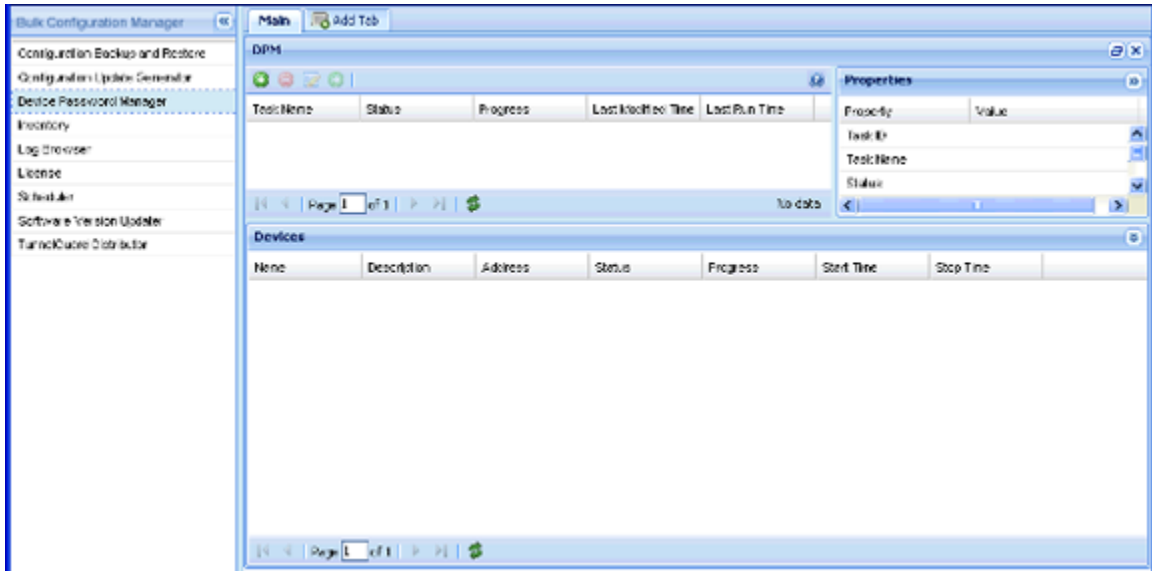 Bulk Configuration Manager
Configuration Backup and Restore
Configuration Update Generator
Device Password Manager
Inventory
Log Browser
License
Scheduler
Software Version Updater
TunnelGuard Distributor
Main Add Tab
DPM
Task Name Status Progress Last Modified Time Last Run Time
Page 1 of 1 No data
Properties
Property Value
Task ID
Task Name
Status
Devices
Name Description Address Status Progress Start Time Stop Time
Page 1 of 1